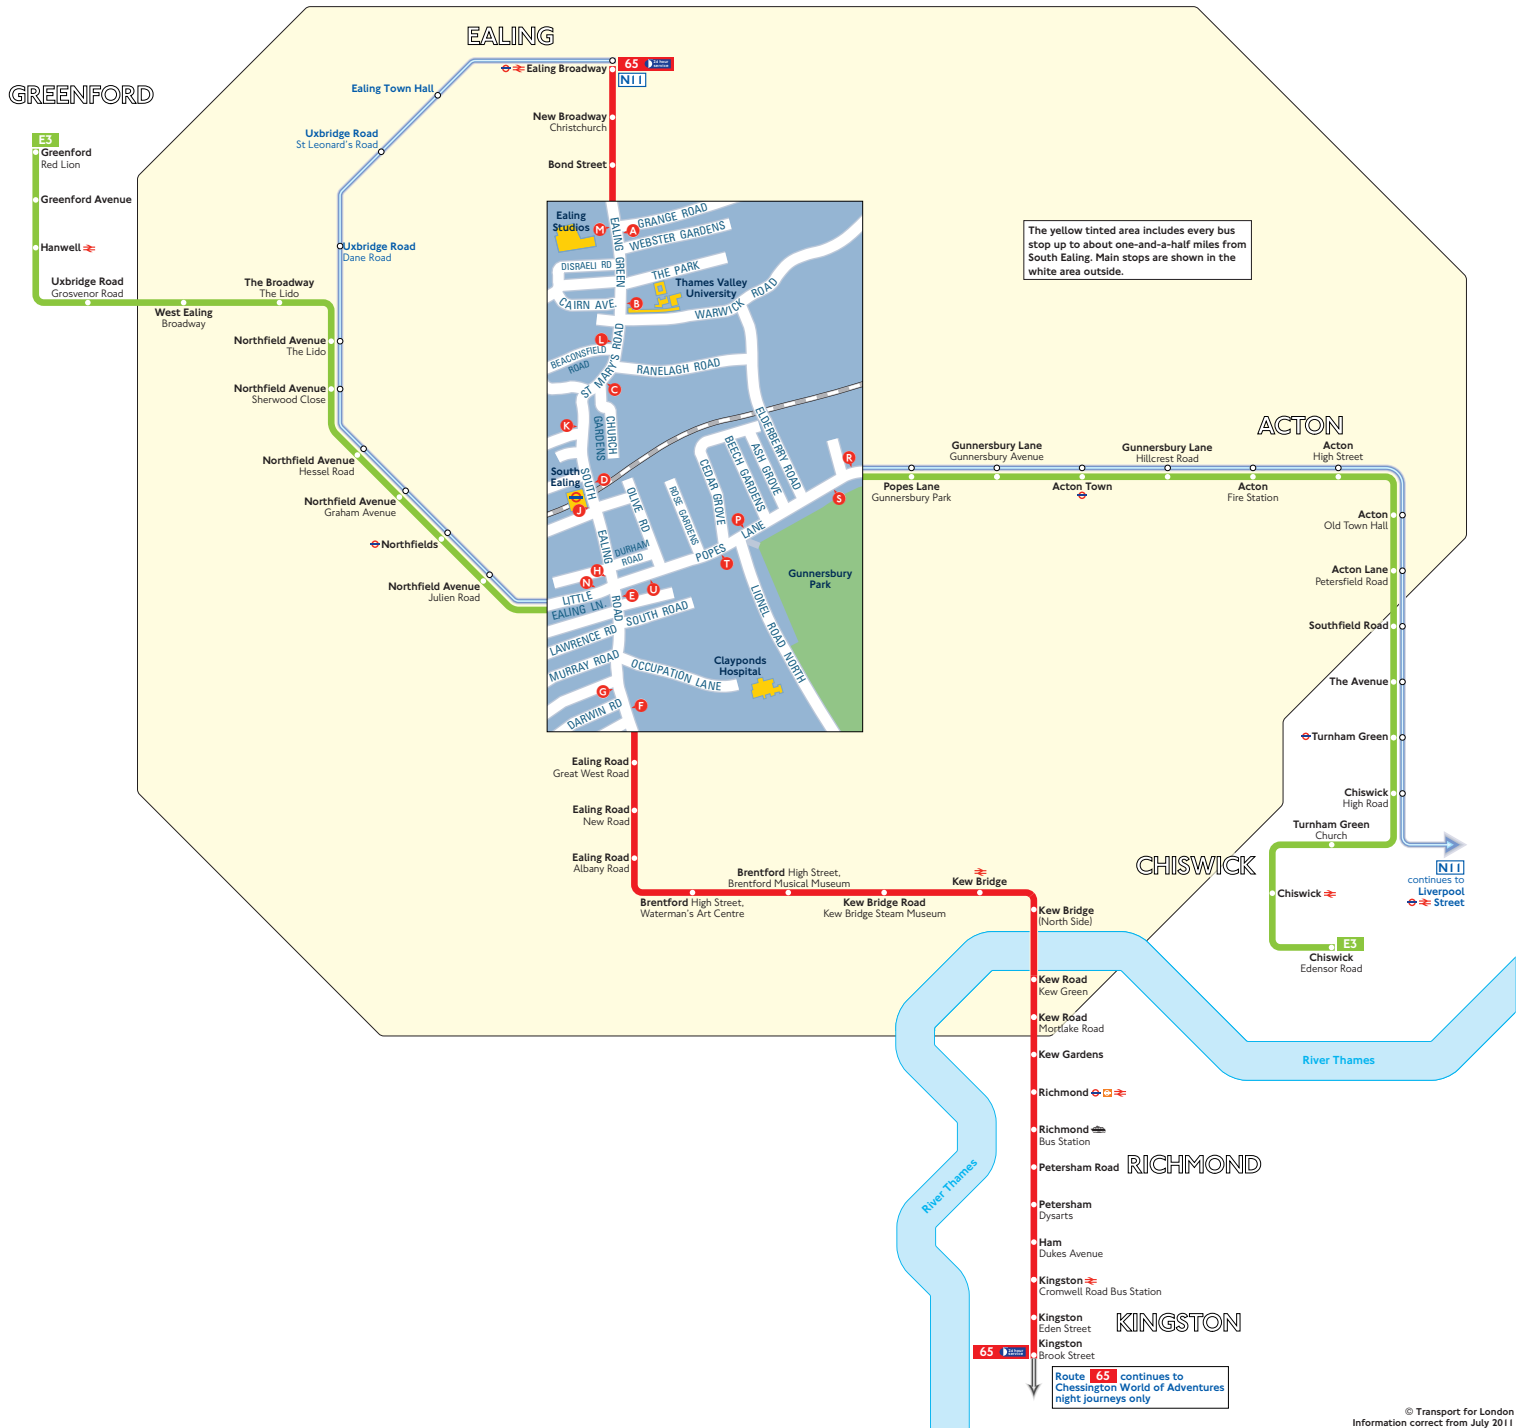 EALING
65 24 hour service
Ealing Broadway
N11
GREENFORD
Ealing Town Hall
New Broadway
Christchurch
Uxbridge Road
St Leonard's Road
E3
Greenford
Red Lion
Bond Street
Greenford Avenue
Hanwell
Uxbridge Road
Dane Road
Uxbridge Road
Grosvenor Road
The Broadway
The Lido
West Ealing
Broadway
Northfield Avenue
The Lido
Northfield Avenue
Sherwood Close
Northfield Avenue
Hessel Road
Northfield Avenue
Graham Avenue
Northfields
Northfield Avenue
Julien Road
The yellow tinted area includes every bus
stop up to about one-and-a-half miles from
South Ealing. Main stops are shown in the
white area outside.
Ealing
Studios
M
A
EALING GREEN
GRANGE ROAD
WEBSTER GARDENS
DISRAELI RD
THE PARK
Thames Valley
University
CAIRN AVE.
B
WARWICK ROAD
L
BEACONSFIELD
ROAD
ST MARY'S ROAD
RANELAGH ROAD
C
K
CHURCH
GARDENS
ELDERBERRY ROAD
BEECH GARDENS
ASH GROVE
CEDAR GROVE
R
South
Ealing
D
SOUTH
EALING
ROAD
J
OLIVE RD
ROSE GARDENS
S
P
POPES
LANE
DURHAM
ROAD
H
N
T
U
E
LITTLE
EALING LN.
Gunnersbury
Park
LAWRENCE RD
SOUTH ROAD
LIONEL ROAD NORTH
MURRAY ROAD
OCCUPATION LANE
Clayponds
Hospital
G
F
DARWIN RD
ACTON
Popes Lane
Gunnersbury Park
Gunnersbury Lane
Gunnersbury Avenue
Acton Town
Gunnersbury Lane
Hillcrest Road
Acton
Fire Station
Acton
High Street
Acton
Old Town Hall
Acton Lane
Petersfield Road
Southfield Road
The Avenue
Turnham Green
Chiswick
High Road
Turnham Green
Church
CHISWICK
Chiswick
E3
Chiswick
Edensor Road
N11
continues to
Liverpool
Street
Ealing Road
Great West Road
Ealing Road
New Road
Ealing Road
Albany Road
Brentford High Street,
Waterman's Art Centre
Brentford High Street,
Brentford Musical Museum
Kew Bridge Road
Kew Bridge Steam Museum
Kew Bridge
Kew Bridge
(North Side)
Kew Road
Kew Green
Kew Road
Mortlake Road
Kew Gardens
River Thames
Richmond
Richmond
Bus Station
Petersham Road
RICHMOND
River Thames
Petersham
Dysarts
Ham
Dukes Avenue
Kingston
Cromwell Road Bus Station
Kingston
Eden Street
KINGSTON
Kingston
Brook Street
65 24 hour service
Route 65 continues to
Chessington World of Adventures
night journeys only
© Transport for London
Information correct from July 2011